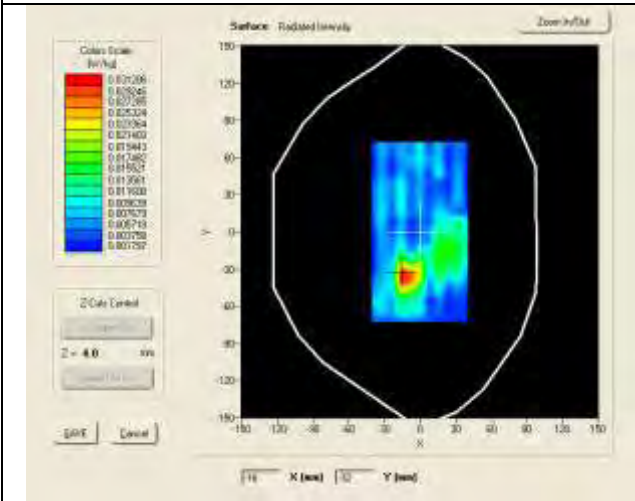 Surface: Radiated Intensity
Zoom In/Out
Colors Scale
(W/kg)
0.031206
0.029246
0.027285
0.025324
0.023364
0.021403
0.019443
0.017482
0.015521
0.013561
0.011600
0.009639
0.007679
0.005718
0.003758
0.001797
150
120
90
60
30
0
-30
-60
-90
-120
-150
Y
-150 -120 -90 -60 -30 0 30 60 90 120 150
X
Z-Cuts Control
Z = 4.0 mm
SAVE
Cancel
X (mm)
Y (mm)